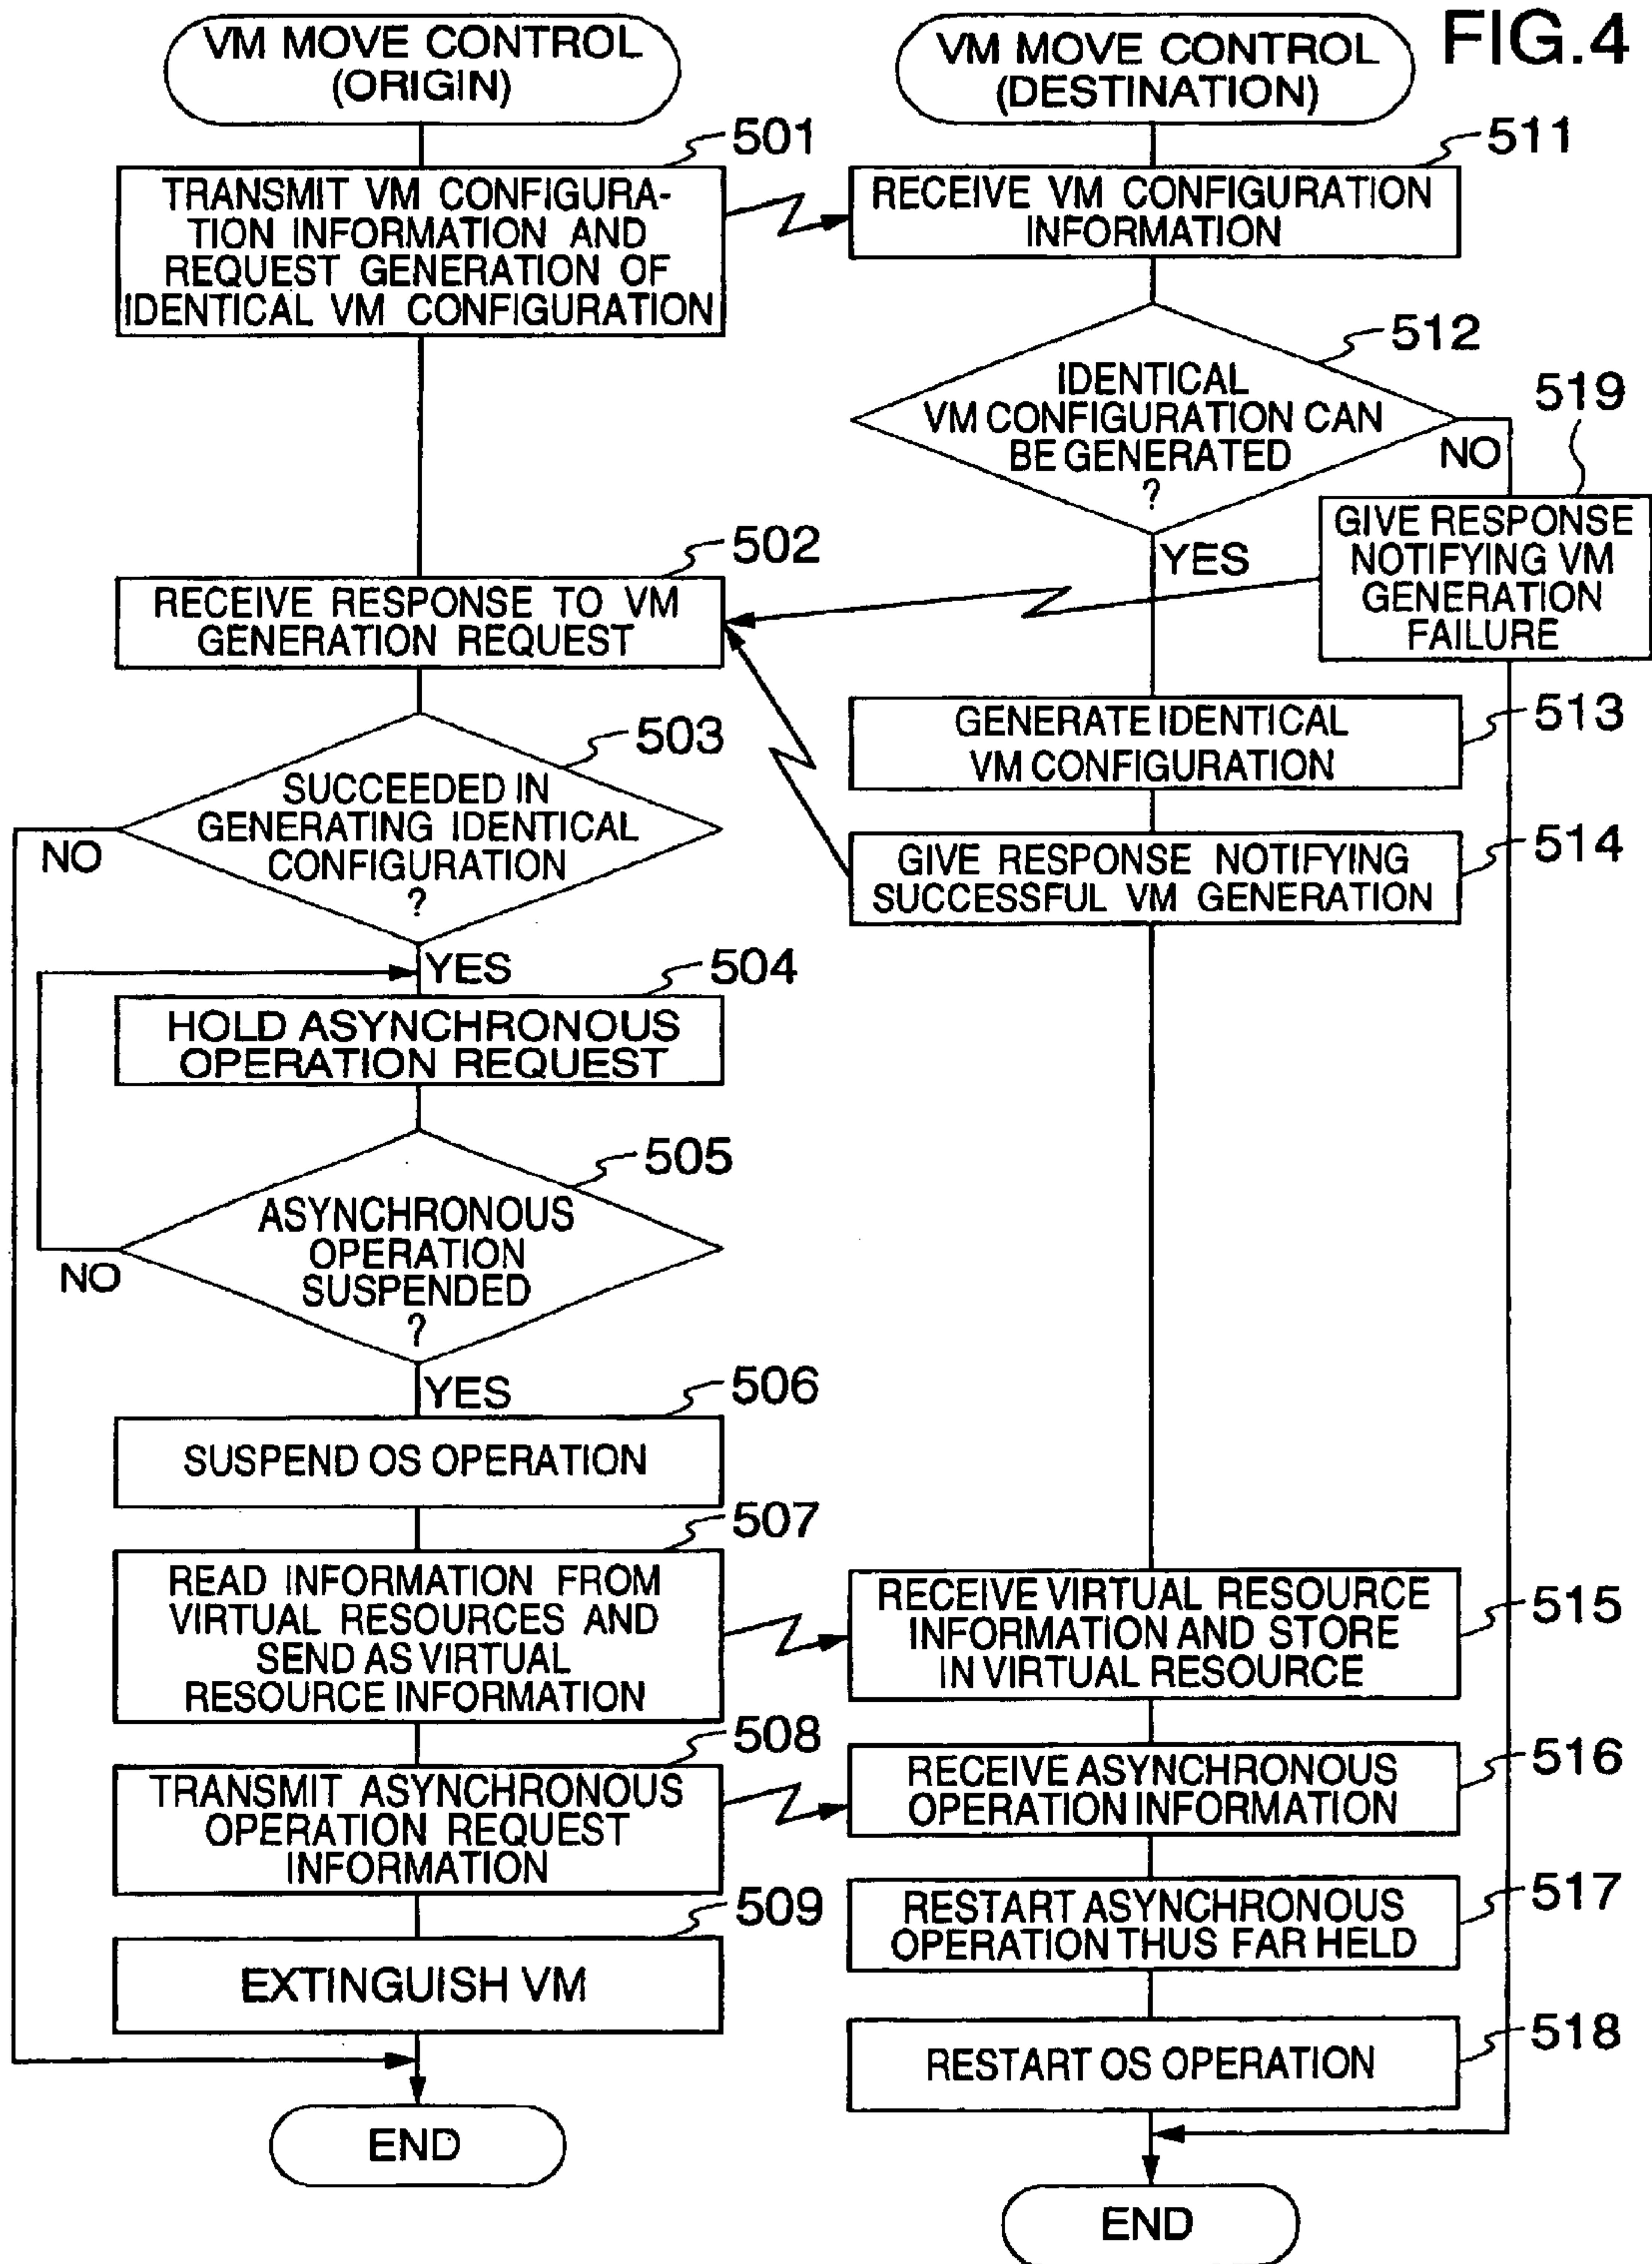 FIG.4
VM MOVE CONTROL
(ORIGIN)
501
TRANSMIT VM CONFIGURA-
TION INFORMATION AND
REQUEST GENERATION OF
IDENTICAL VM CONFIGURATION
502
RECEIVE RESPONSE TO VM
GENERATION REQUEST
503
SUCCEEDED IN
GENERATING IDENTICAL
CONFIGURATION
?
NO
YES
504
HOLD ASYNCHRONOUS
OPERATION REQUEST
505
ASYNCHRONOUS
OPERATION
SUSPENDED
?
NO
YES
506
SUSPEND OS OPERATION
507
READ INFORMATION FROM
VIRTUAL RESOURCES AND
SEND AS VIRTUAL
RESOURCE INFORMATION
508
TRANSMIT ASYNCHRONOUS
OPERATION REQUEST
INFORMATION
509
EXTINGUISH VM
END
VM MOVE CONTROL
(DESTINATION)
511
RECEIVE VM CONFIGURATION
INFORMATION
512
IDENTICAL
VM CONFIGURATION CAN
BE GENERATED
?
NO
YES
519
GIVE RESPONSE
NOTIFYING VM
GENERATION
FAILURE
513
GENERATE IDENTICAL
VM CONFIGURATION
514
GIVE RESPONSE NOTIFYING
SUCCESSFUL VM GENERATION
515
RECEIVE VIRTUAL RESOURCE
INFORMATION AND STORE
IN VIRTUAL RESOURCE
516
RECEIVE ASYNCHRONOUS
OPERATION INFORMATION
517
RESTART ASYNCHRONOUS
OPERATION THUS FAR HELD
518
RESTART OS OPERATION
END